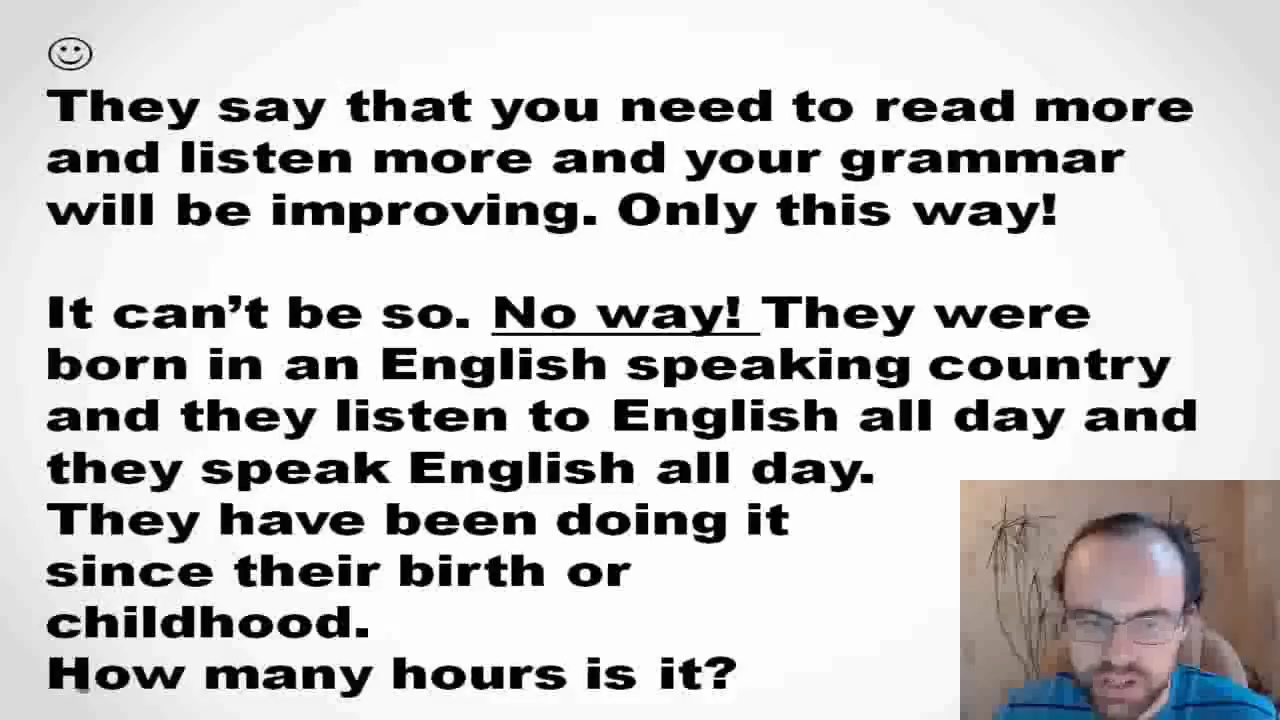 They say that you need to read more
and listen more and your grammar
will be improving. Only this way!
It can’t be so. No way! They were
born in an English speaking country
and they listen to English all day and
they speak English all day.
They have been doing it
since their birth or
childhood.
How many hours is it?